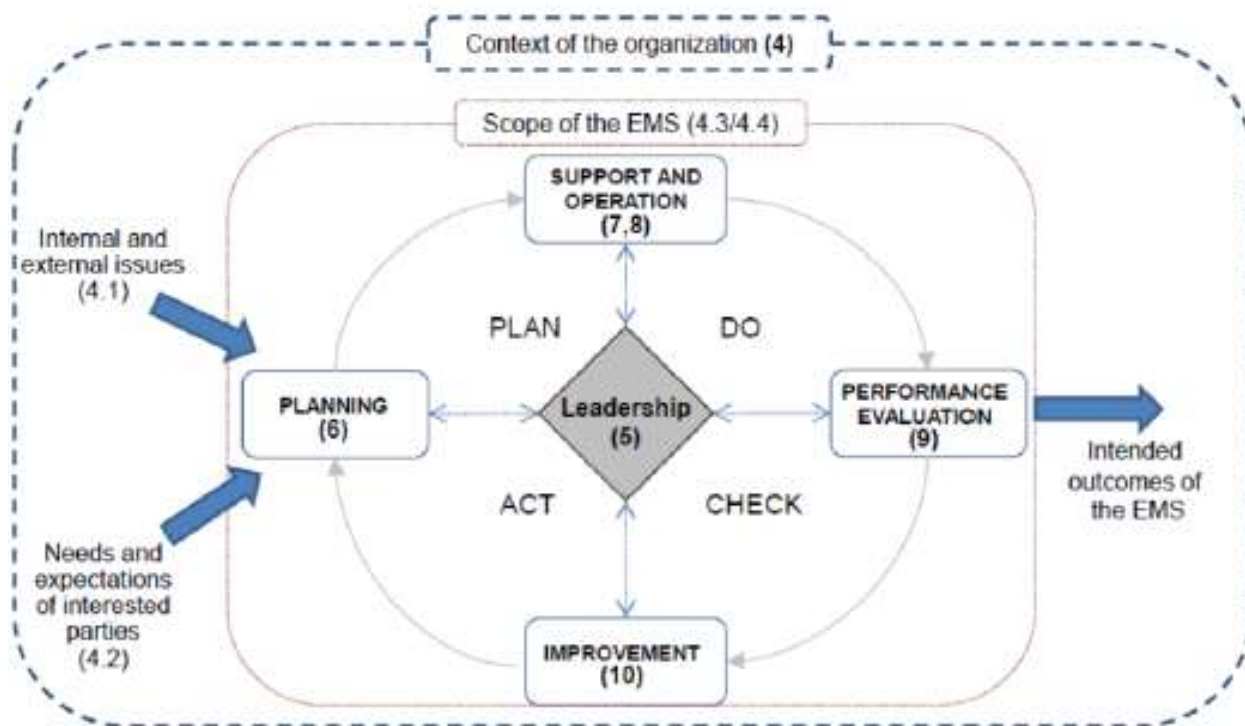 Context of the organization (4)
Scope of the EMS (4.3/4.4)
SUPPORT AND
OPERATION
(7,8)
Internal and
external issues
(4.1)
PLAN
DO
PLANNING
(6)
Leadership
(5)
PERFORMANCE
EVALUATION
(9)
Intended
outcomes of
the EMS
ACT
CHECK
Needs and
expectations
of interested
parties
(4.2)
IMPROVEMENT
(10)